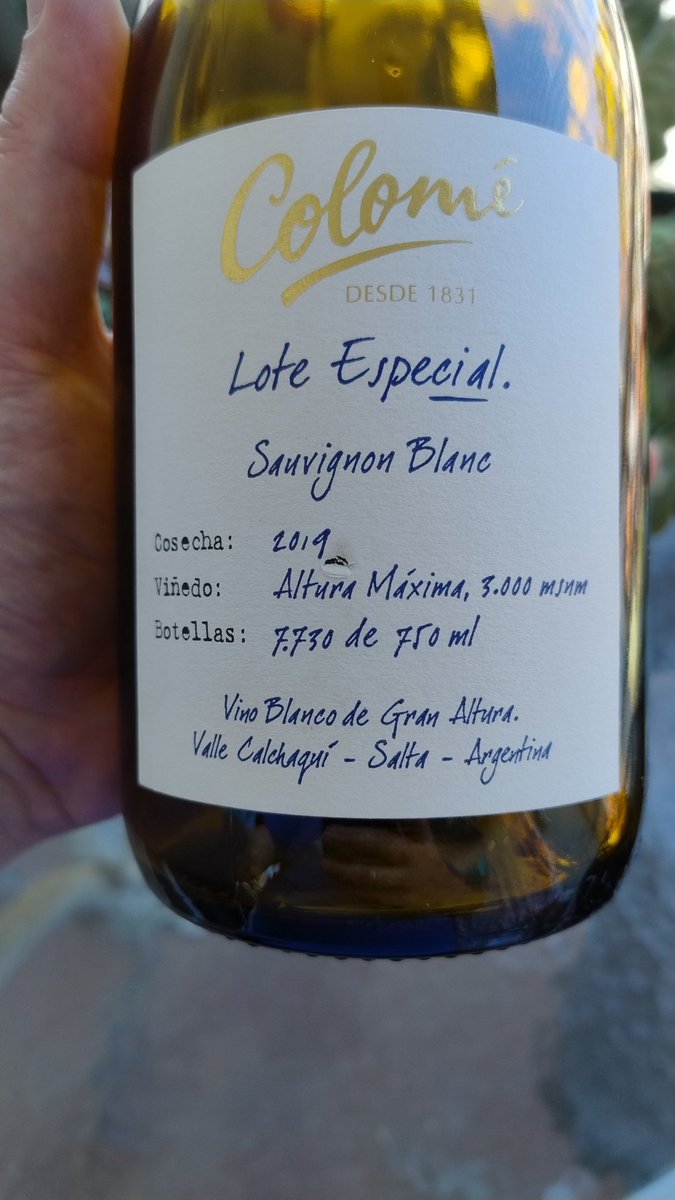 Colomé
DESDE 1831
Lote Especial.
Sauvignon Blanc
Cosecha: 2019
Viñedo: Altura Máxima, 3.000 msnm
Botellas: 7.730 de 750 ml
Vino Blanco de Gran Altura.
Valle Calchaquí - Salta - Argentina